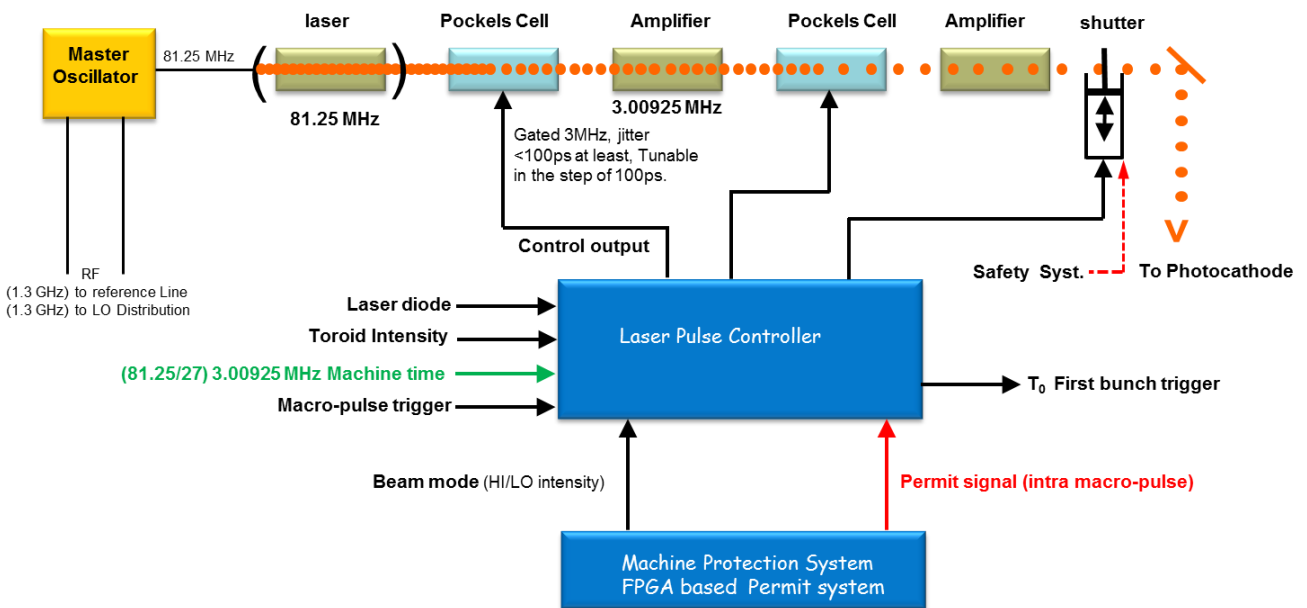 laser
Pockels Cell
Amplifier
Pockels Cell
Amplifier
shutter
Master
Oscillator
81.25 MHz
81.25 MHz
3.00925 MHz
Gated 3MHz, jitter
<100ps at least, Tunable
in the step of 100ps.
Control output
RF
(1.3 GHz) to reference Line
(1.3 GHz) to LO Distribution
Safety Syst.
To Photocathode
Laser diode
Toroid Intensity
(81.25/27) 3.00925 MHz Machine time
Macro-pulse trigger
Laser Pulse Controller
T₀ First bunch trigger
Beam mode (HI/LO intensity)
Permit signal (intra macro-pulse)
Machine Protection System
FPGA based Permit system